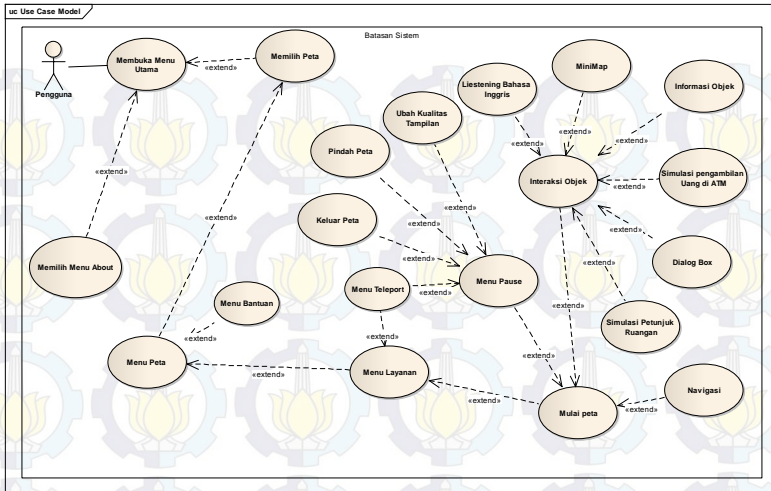 uc Use Case Model
Batasan Sistem
Pengguna
Membuka Menu
Utama
«extend»
Memilih Peta
Liestening Bahasa
Inggris
MiniMap
Informasi Objek
Ubah Kualitas
Tampilan
Pindah Peta
«extend»
«extend»
«extend»
«extend»
Interaksi Objek
«extend»
Simulasi pengambilan
Uang di ATM
«extend»
«extend»
Keluar Peta
«extend»
«extend»
«extend»
«extend»
Dialog Box
Memilih Menu About
«extend»
Menu Teleport
«extend»
Menu Pause
Menu Bantuan
«extend»
Simulasi Petunjuk
Ruangan
«extend»
«extend»
«extend»
«extend»
Menu Peta
«extend»
Menu Layanan
«extend»
Mulai peta
«extend»
Navigasi